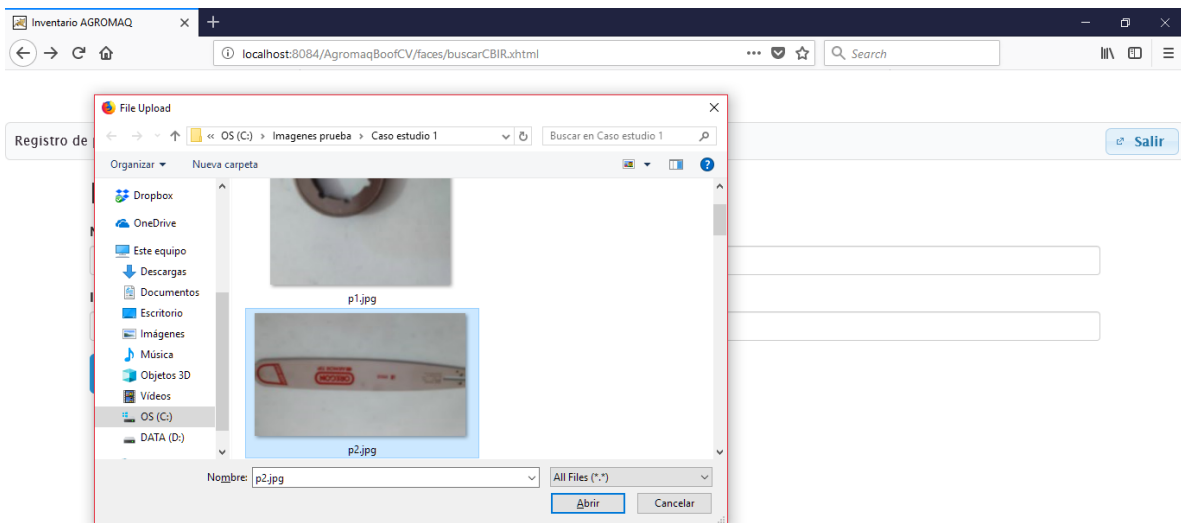 Inventario AGROMAQ
localhost:8084/AgromaqBoofCV/faces/buscarCBIR.xhtml
Search
File Upload
« OS (C:) > Imagenes prueba > Caso estudio 1
Buscar en Caso estudio 1
Registro de
Salir
Organizar
Nueva carpeta
Dropbox
OneDrive
Este equipo
Descargas
Documentos
Escritorio
Imágenes
Música
Objetos 3D
Vídeos
OS (C:)
DATA (D:)
p1.jpg
OREGON
p2.jpg
Nombre: p2.jpg
All Files (*.*)
Abrir
Cancelar